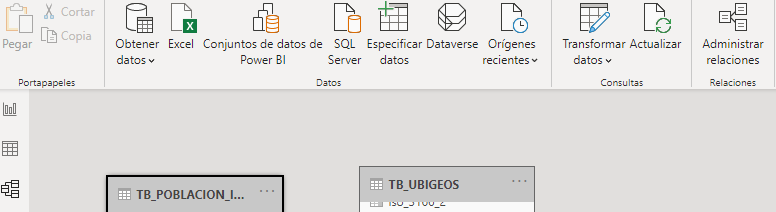 Cortar
Copia
Pegar
Portapapeles
Obtener datos
Excel
Conjuntos de datos de Power BI
SQL Server
Especificar datos
Dataverse
Orígenes recientes
Datos
Transformar datos
Actualizar
Consultas
Administrar relaciones
Relaciones
TB_POBLACION_I...
TB_UBIGEOS